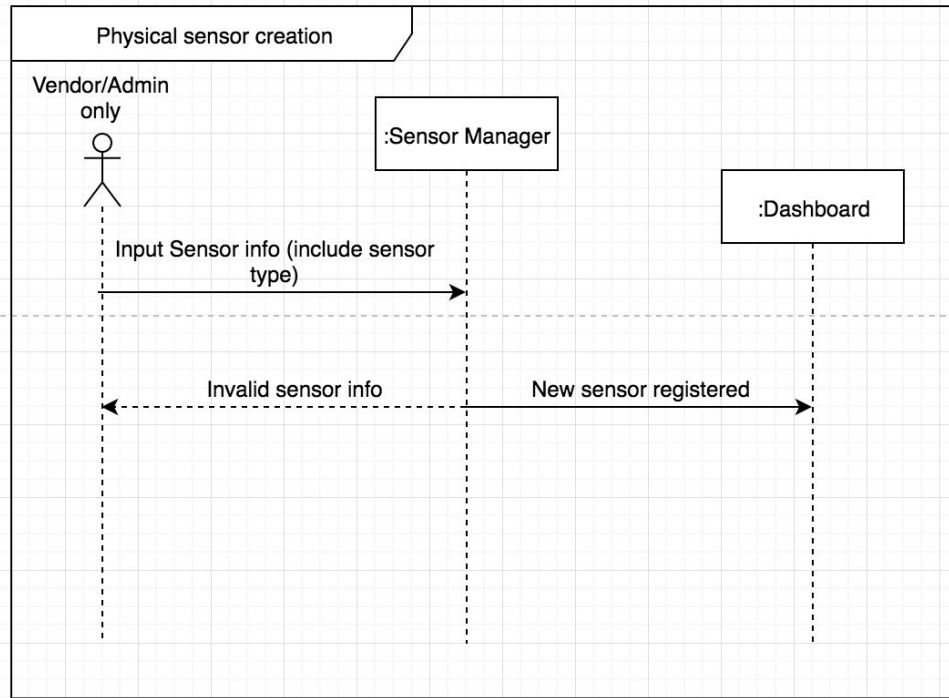 Physical sensor creation
Vendor/Admin
only
:Sensor Manager
:Dashboard
Input Sensor info (include sensor
type)
Invalid sensor info
New sensor registered